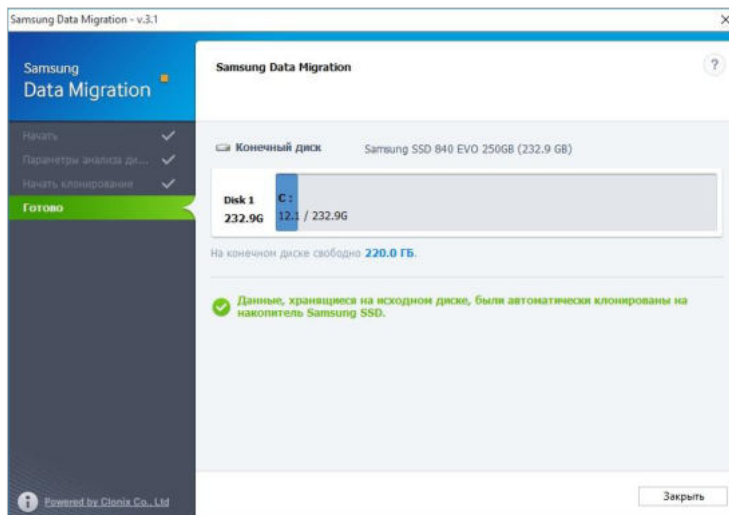 Samsung Data Migration - v.3.1
Samsung
Data Migration
Начать
Параметры анализа ди...
Начать клонирование
Готово
Powered by Clonix Co., Ltd
Samsung Data Migration
?
Конечный диск Samsung SSD 840 EVO 250GB (232.9 GB)
Disk 1
232.9G
C :
12.1 / 232.9G
На конечном диске свободно 220.0 ГБ.
Данные, хранящиеся на исходном диске, были автоматически клонированы на
накопитель Samsung SSD.
Закрыть